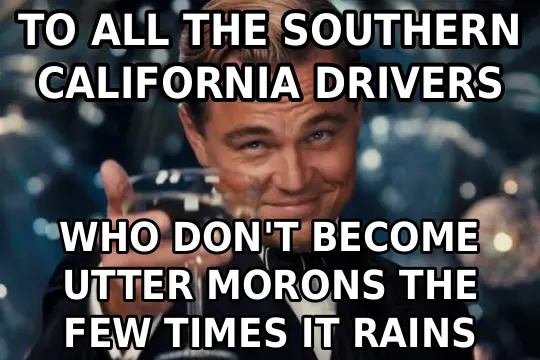 TO ALL THE SOUTHERN
CALIFORNIA DRIVERS
WHO DON'T BECOME
UTTER MORONS THE
FEW TIMES IT RAINS